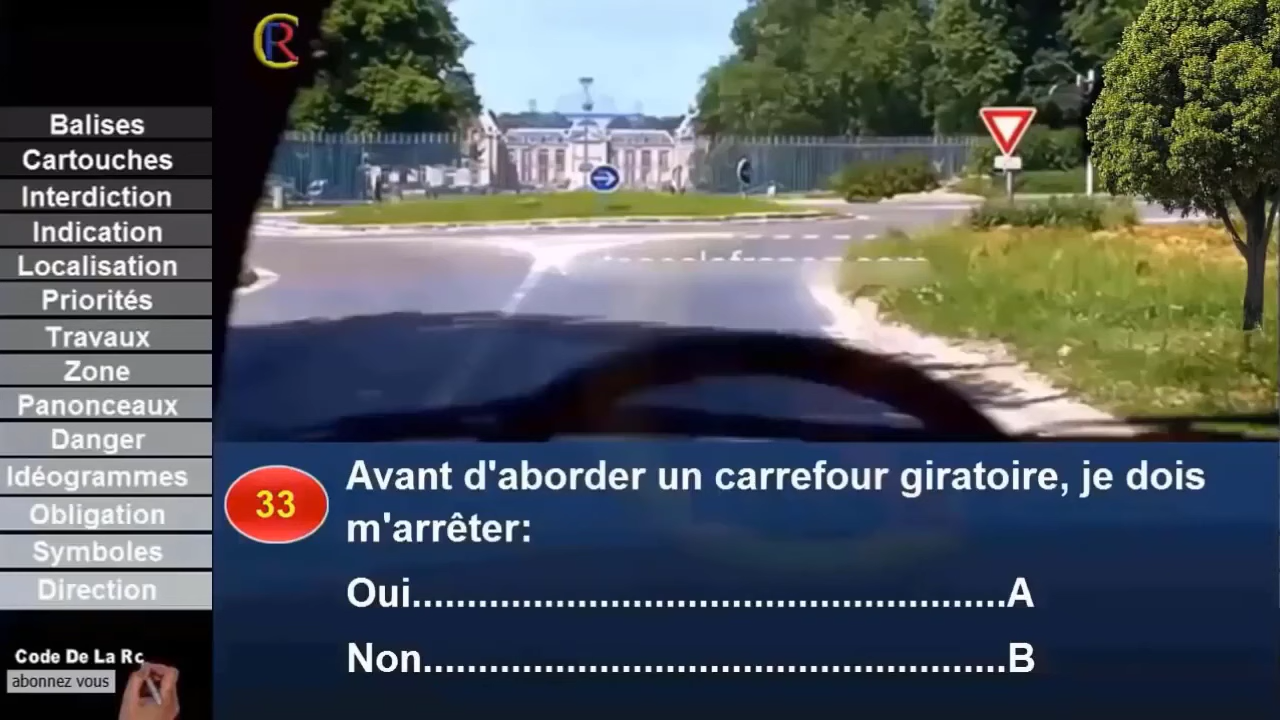 CR
Balises
Cartouches
Interdiction
Indication
Localisation
Priorités
Travaux
Zone
Panonceaux
Danger
Idéogrammes
Obligation
Symboles
Direction
Code De La Rc
abonnez vous
33
Avant d'aborder un carrefour giratoire, je dois
m'arrêter:
Oui......................................................A
Non.....................................................B